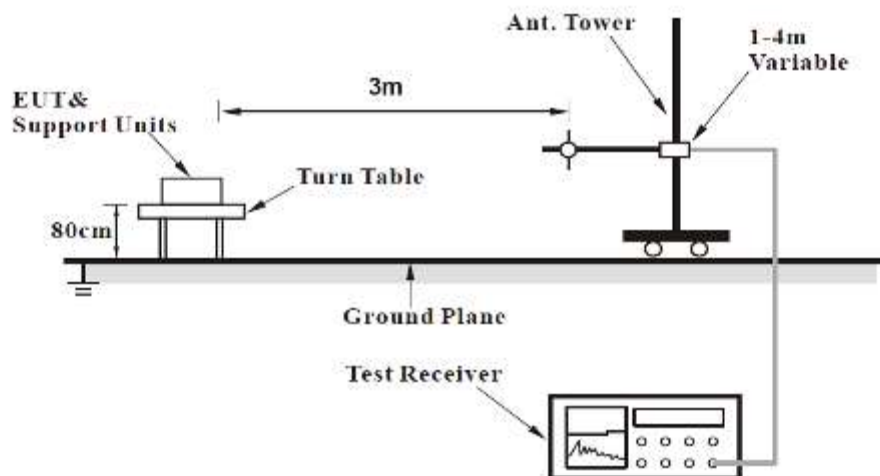 Ant. Tower
1-4m
Variable
3m
EUT&
Support Units
Turn Table
80cm
Ground Plane
Test Receiver